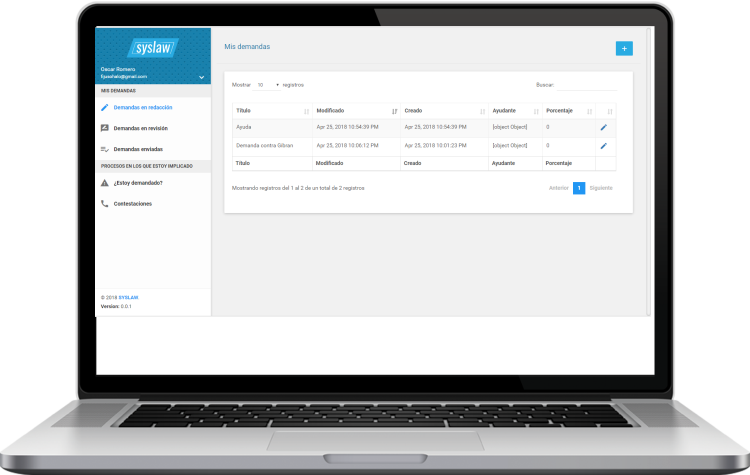 syslaw
Oscar Romero
MIS DEMANDAS
Demandas en redacción
Demandas en revisión
Demandas enviadas
PROCESOS EN LOS QUE ESTOY IMPLICADO
¿Estoy demandado?
Contestaciones
© 2018 SYSLAW
Version: 0.0.1
Mis demandas
+
Mostrar 10 registros
Buscar:
Título Modificado Creado Ayudante Porcentaje
Ayuda Apr 25, 2018 10:54:39 PM Apr 25, 2018 10:54:39 PM [object Object] 0
Demanda contra Gibran Apr 25, 2018 10:06:12 PM Apr 25, 2018 10:01:23 PM [object Object] 0
Título Modificado Creado Ayudante Porcentaje
Mostrando registros del 1 al 2 de un total de 2 registros
Anterior 1 Siguiente